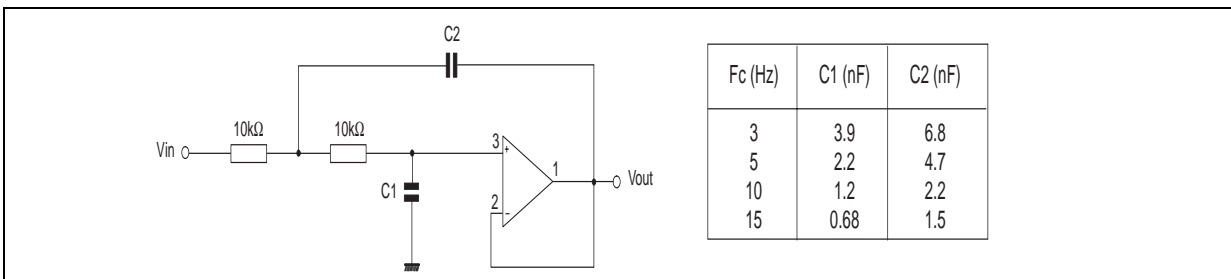 C2
10kΩ
10kΩ
Vin
3
+
1
Vout
C1
2
-
Fc (Hz) C1 (nF) C2 (nF)
3 3.9 6.8
5 2.2 4.7
10 1.2 2.2
15 0.68 1.5